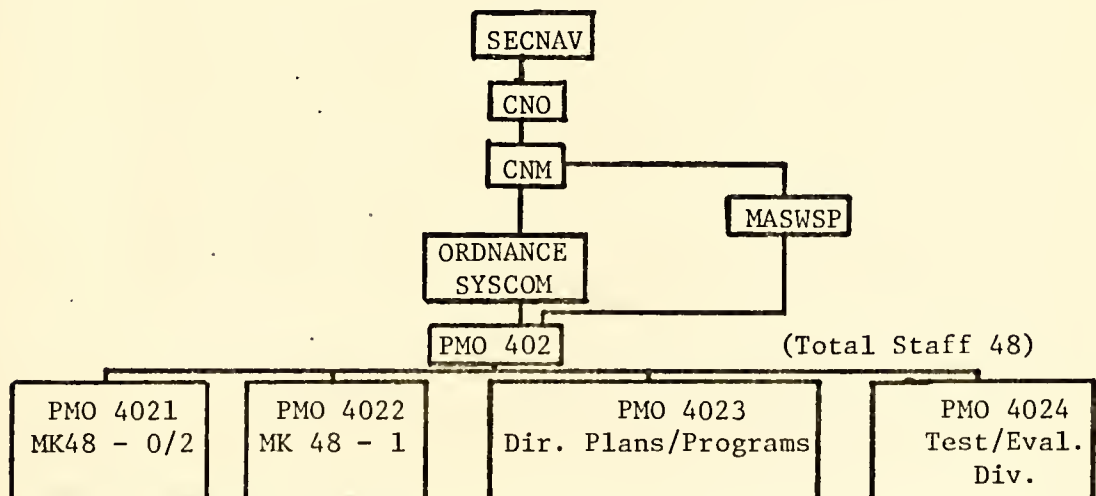 SECNAV
CNO
CNM
MASWSP
ORDNANCE
SYSCOM
PMO 402
(Total Staff 48)
PMO 4021
MK48 - 0/2
PMO 4022
MK 48 - 1
PMO 4023
Dir. Plans/Programs
PMO 4024
Test/Eval.
Div.